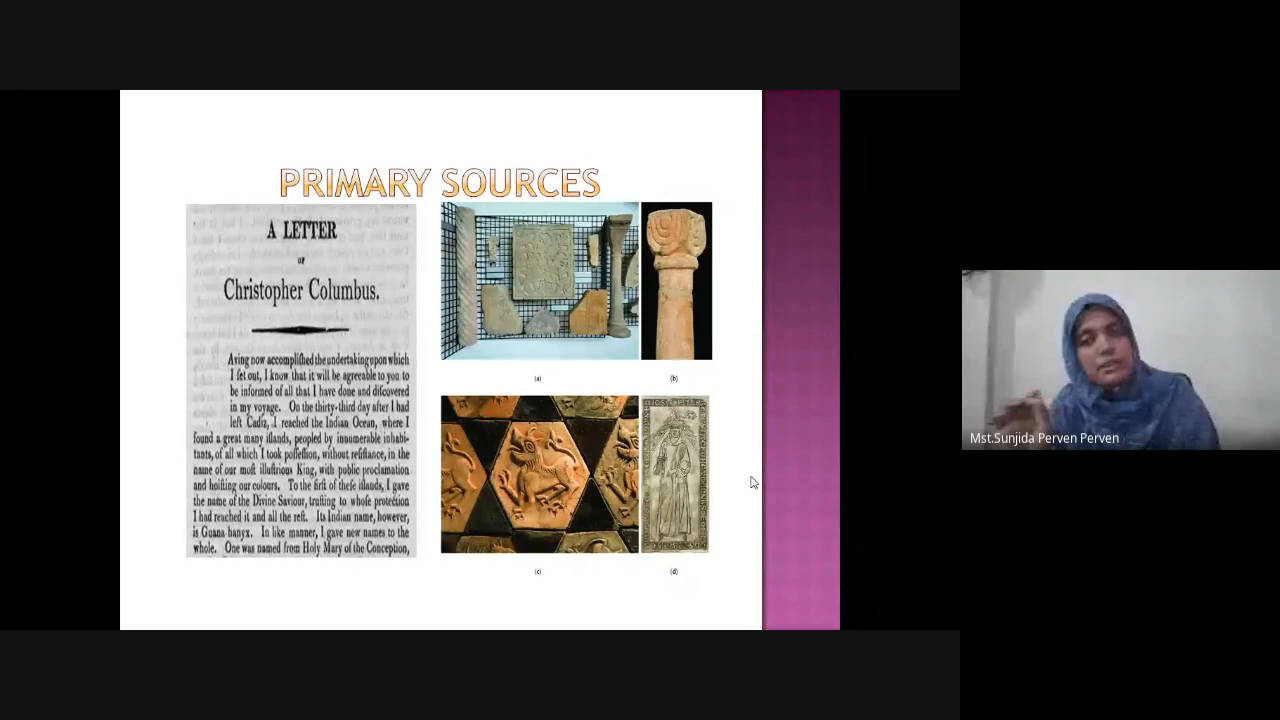 PRIMARY SOURCES
A LETTER
OF
Christopher Columbus.
Aving now accompliſhed the undertaking upon which
I ſet out, I know that it will be agreeable to you to
be informed of all that I have done and diſcovered
in my voyage. On the thirty-third day after I had
left Cadiz, I reached the Indian Ocean, where I
found a great many iſlands, peopled by innumerable inhabi-
tants, of all which I took poſſeſſion, without reſiſtance, in the
name of our moſt illuſtrious King, with public proclamation
and hoiſting our colours. To the firſt of theſe iſlands, I gave
the name of the Divine Saviour, truſting to whoſe protection
I had reached it and all the reſt. Its Indian name, however,
is Guana-hanyx. In like manner, I gave new names to the
whole. One was named from Holy Mary of the Conception,
(a)
(b)
(c)
(d)
Mst.Sunjida Perven Perven